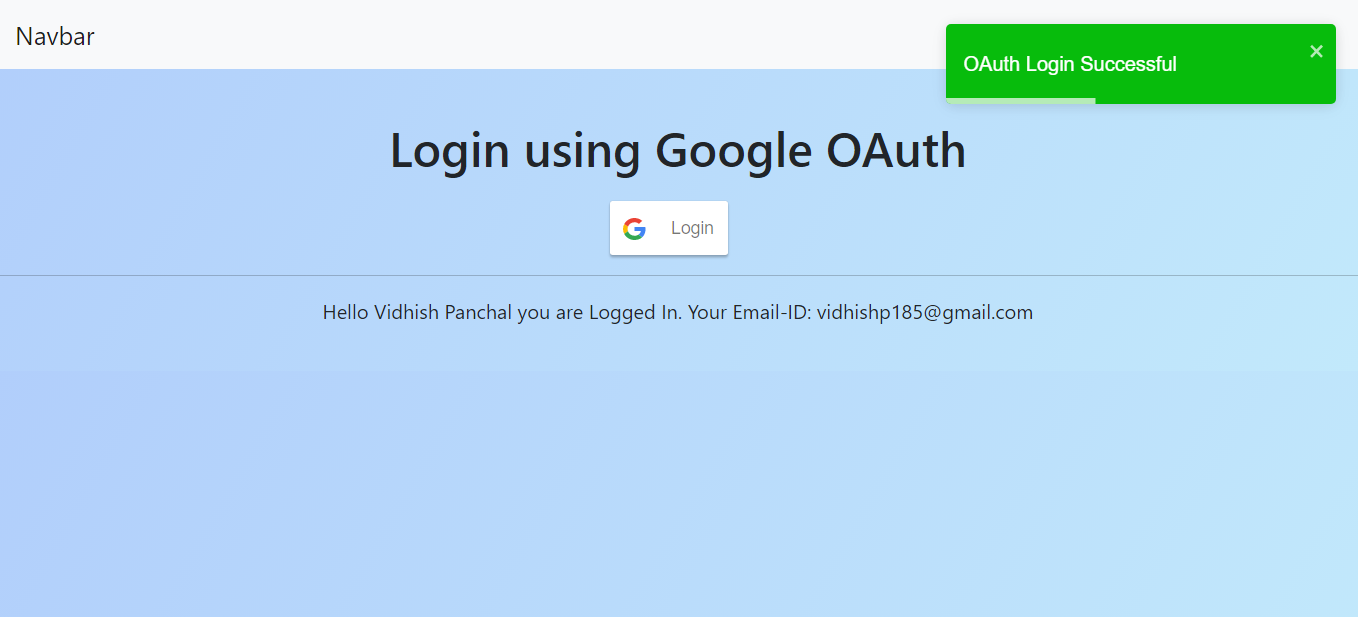 Navbar
OAuth Login Successful
Login using Google OAuth
Login
Hello Vidhish Panchal you are Logged In. Your Email-ID: vidhishp185@gmail.com